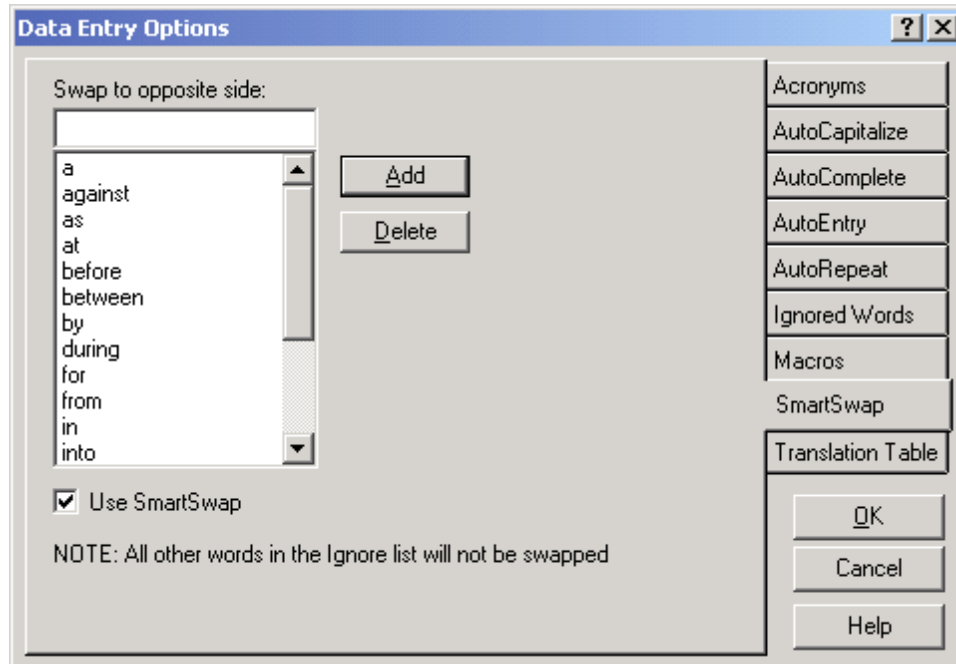 Data Entry Options
Swap to opposite side:
a
against
as
at
before
between
by
during
for
from
in
into
Add
Delete
Use SmartSwap
NOTE: All other words in the Ignore list will not be swapped
Acronyms
AutoCapitalize
AutoComplete
AutoEntry
AutoRepeat
Ignored Words
Macros
SmartSwap
Translation Table
OK
Cancel
Help